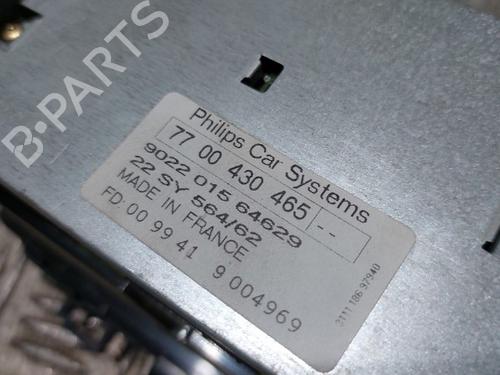 B-PARTS
Philips Car Systems
77 00 430 465 --
9022 015 64629
22 SY 564/62
MADE IN FRANCE
FD: 00 99 41 9 004969
2111 186 97940